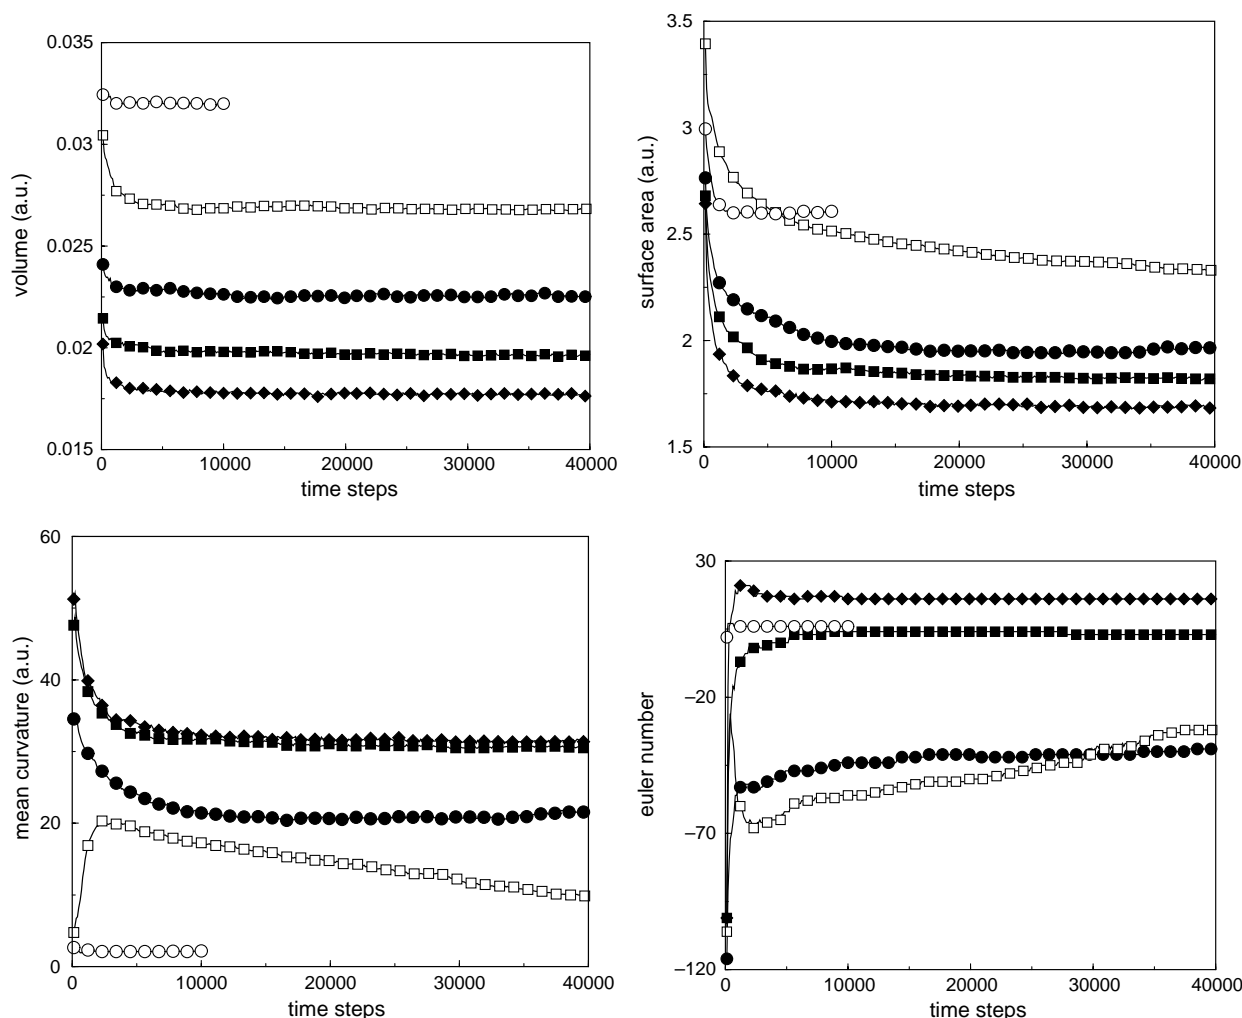 0.035
0.03
0.025
0.02
0.015
volume (a.u.)
0 10000 20000 30000 40000
time steps
3.5
3
2.5
2
1.5
surface area (a.u.)
0 10000 20000 30000 40000
time steps
60
40
20
0
mean curvature (a.u.)
0 10000 20000 30000 40000
time steps
30
−20
−70
−120
euler number
0 10000 20000 30000 40000
time steps